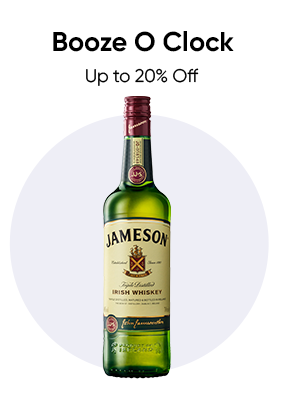 Booze O Clock
Up to 20% Off
JAMESON
Triple Distilled
IRISH WHISKEY